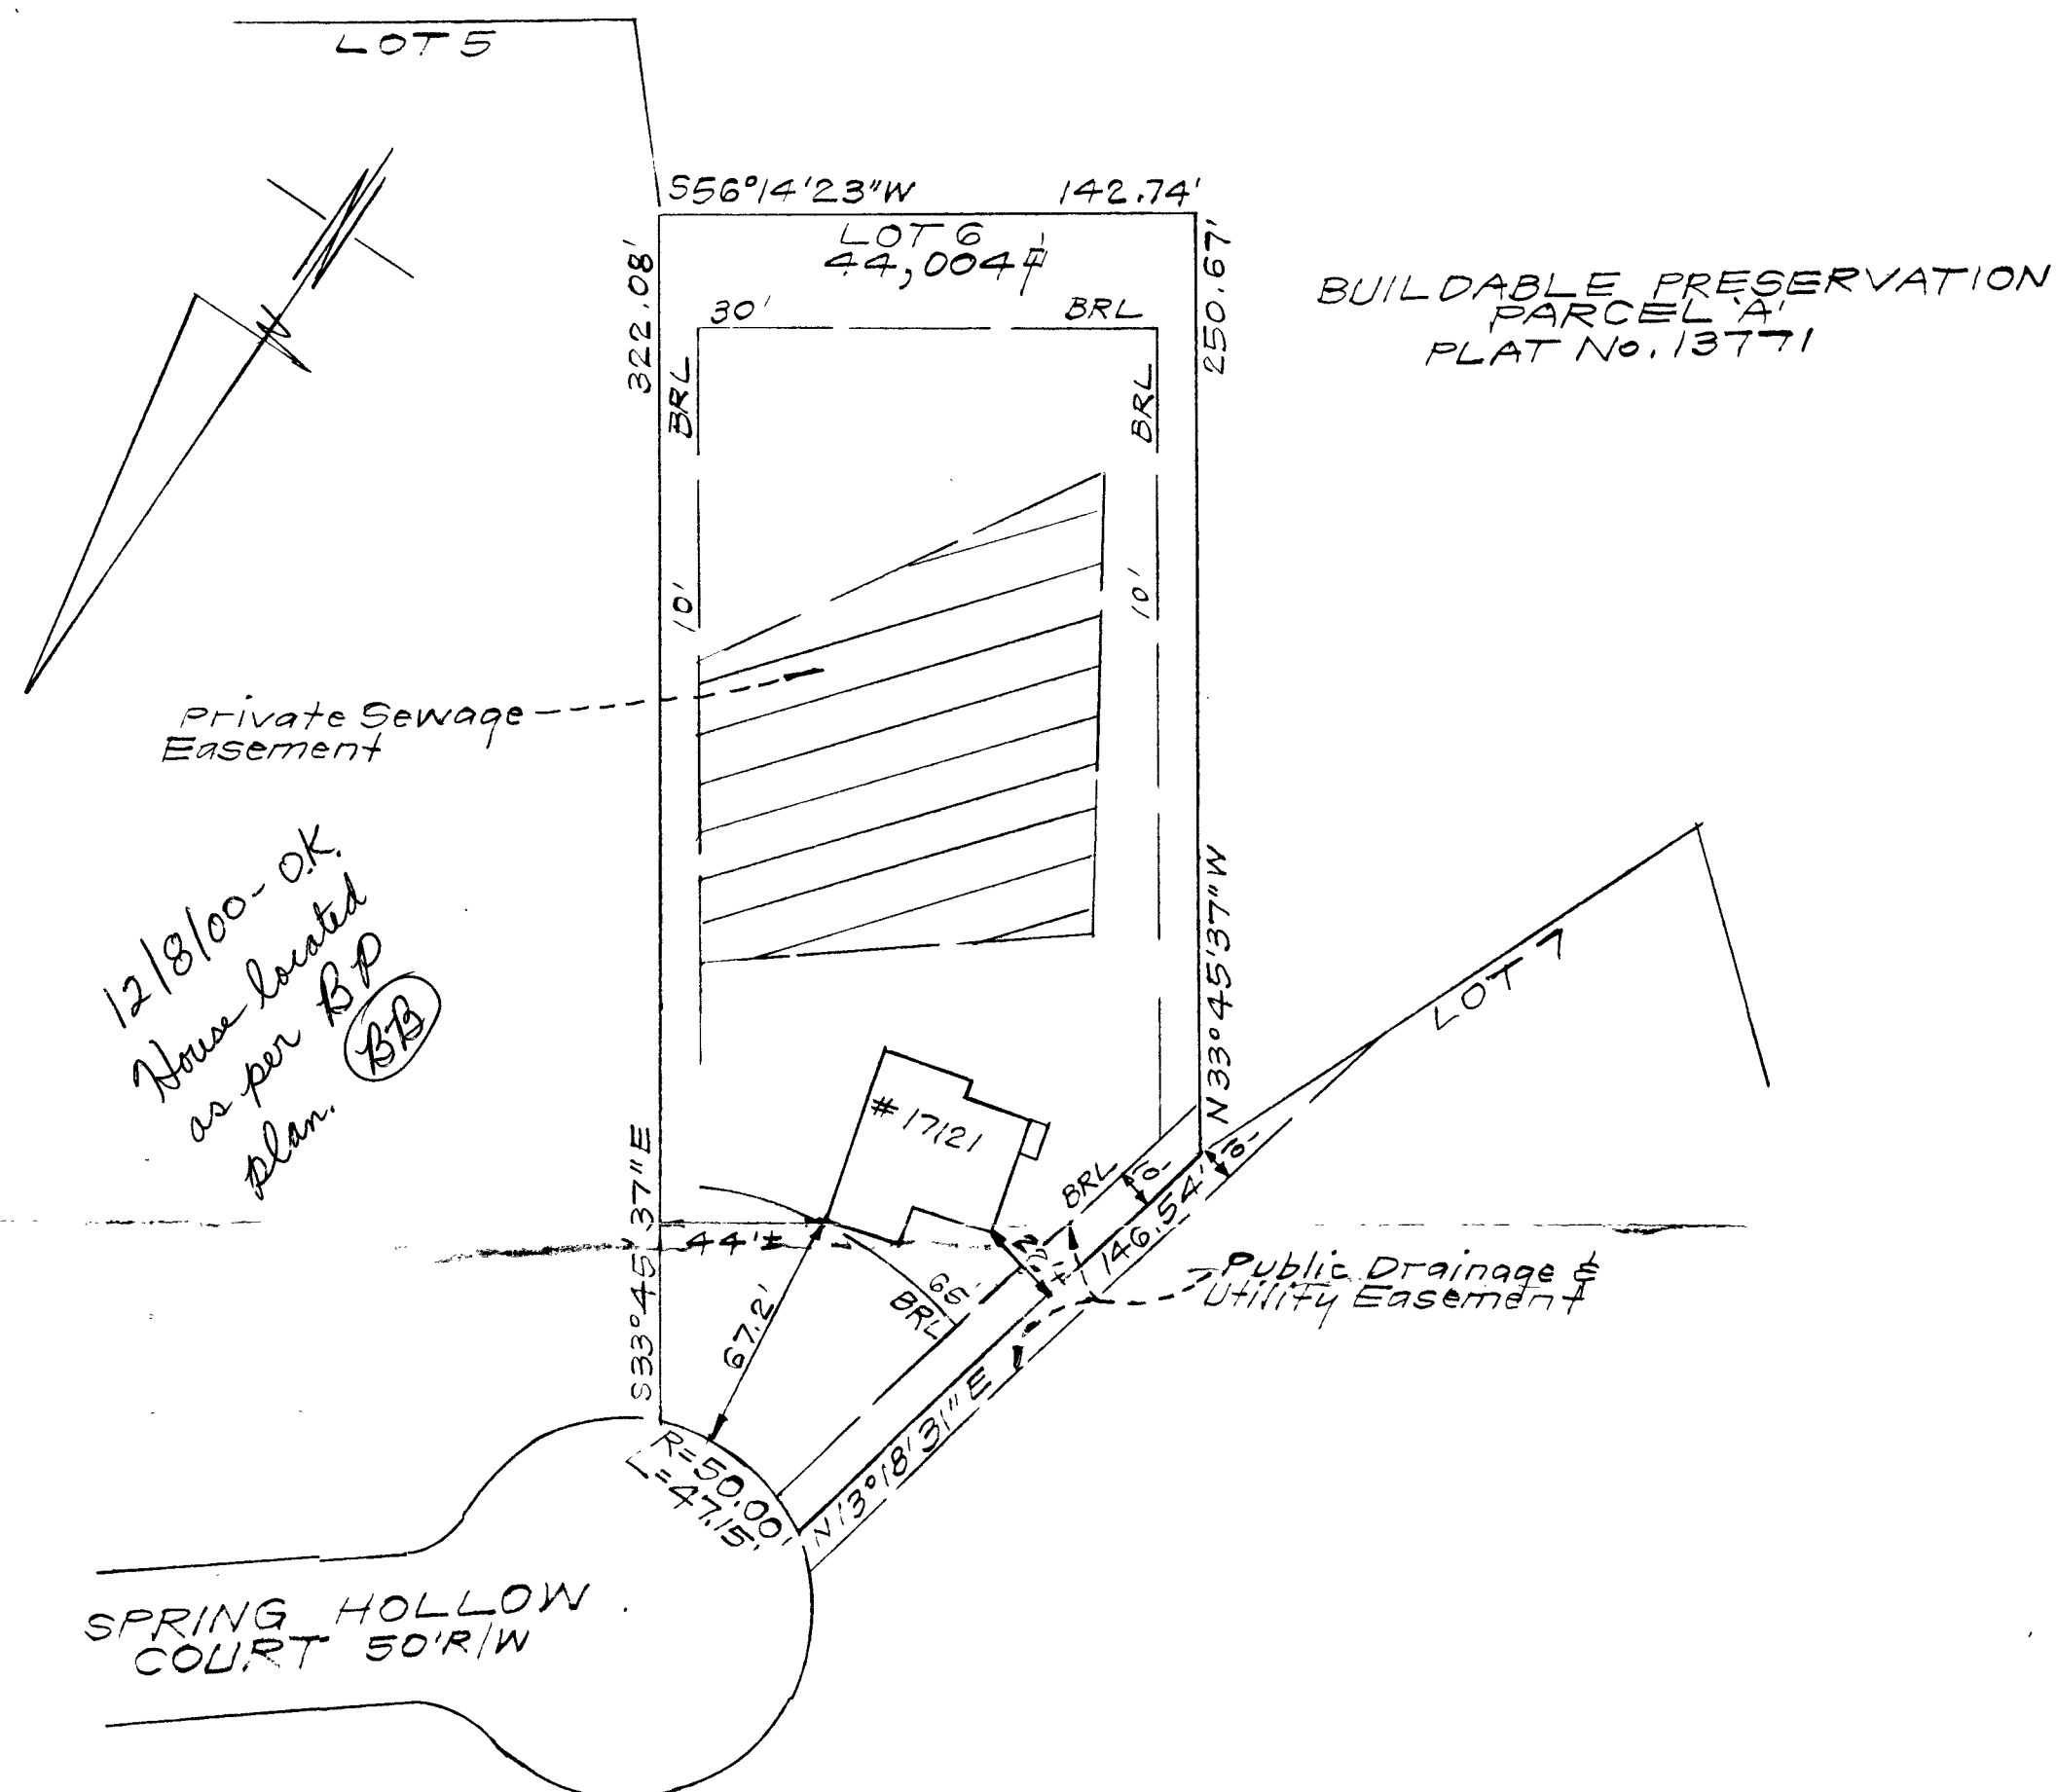 LOT 5
S56°14'23"W 142.74'
LOT 6
44,004
322.08'
250.67'
BUILDABLE PRESERVATION
PARCEL 'A'
PLAT No. 13771
30' BRL
BRL
BRL
N
10'
10'
Private Sewage
Easement
12/8/00 - O.K.
House located
as per BP
plan. BB
N33°45'37"W
LOT 7
#17121
S33°45'37"E
BRL
10'
10'
146.54'
44'±
22'±
65'
BRL
67.2'
Public Drainage &
Utility Easement
N13°18'31"E
R=50.00'
L=47.15'
SPRING HOLLOW
COURT 50'R/W